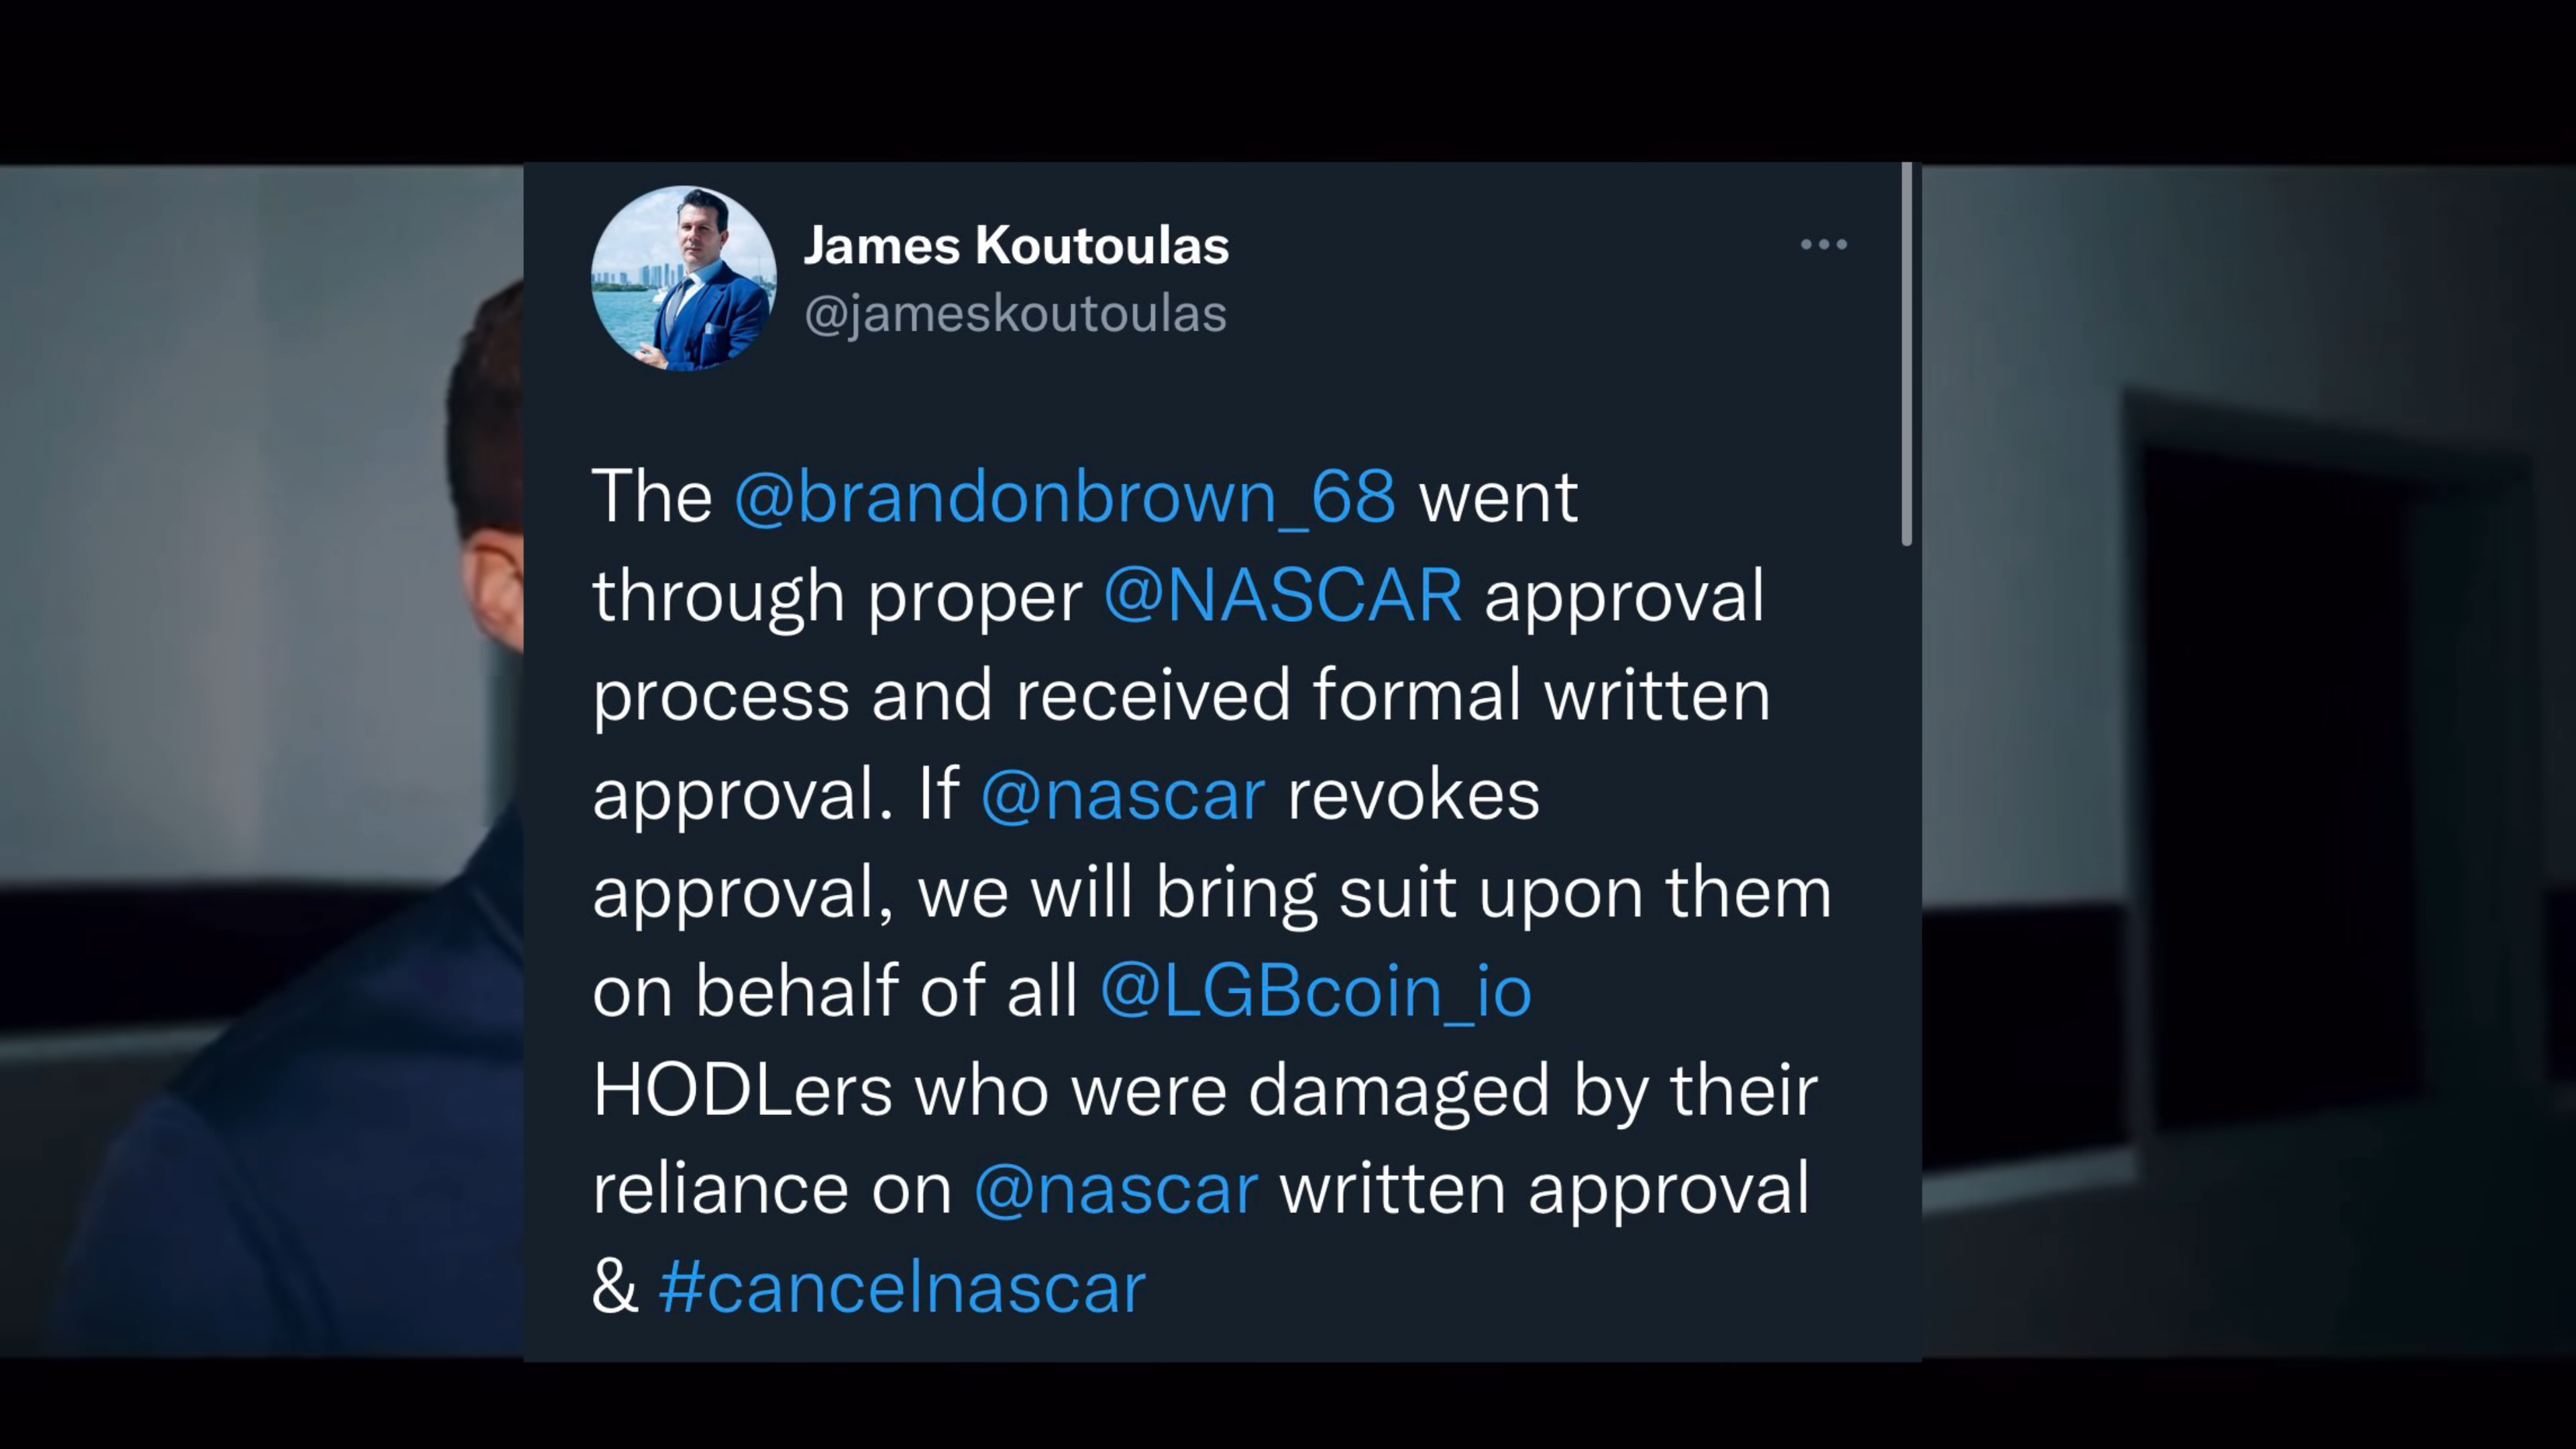 James Koutoulas
@jameskoutoulas
The @brandonbrown_68 went
through proper @NASCAR approval
process and received formal written
approval. If @nascar revokes
approval, we will bring suit upon them
on behalf of all @LGBcoin_io
HODLers who were damaged by their
reliance on @nascar written approval
& #cancelnascar